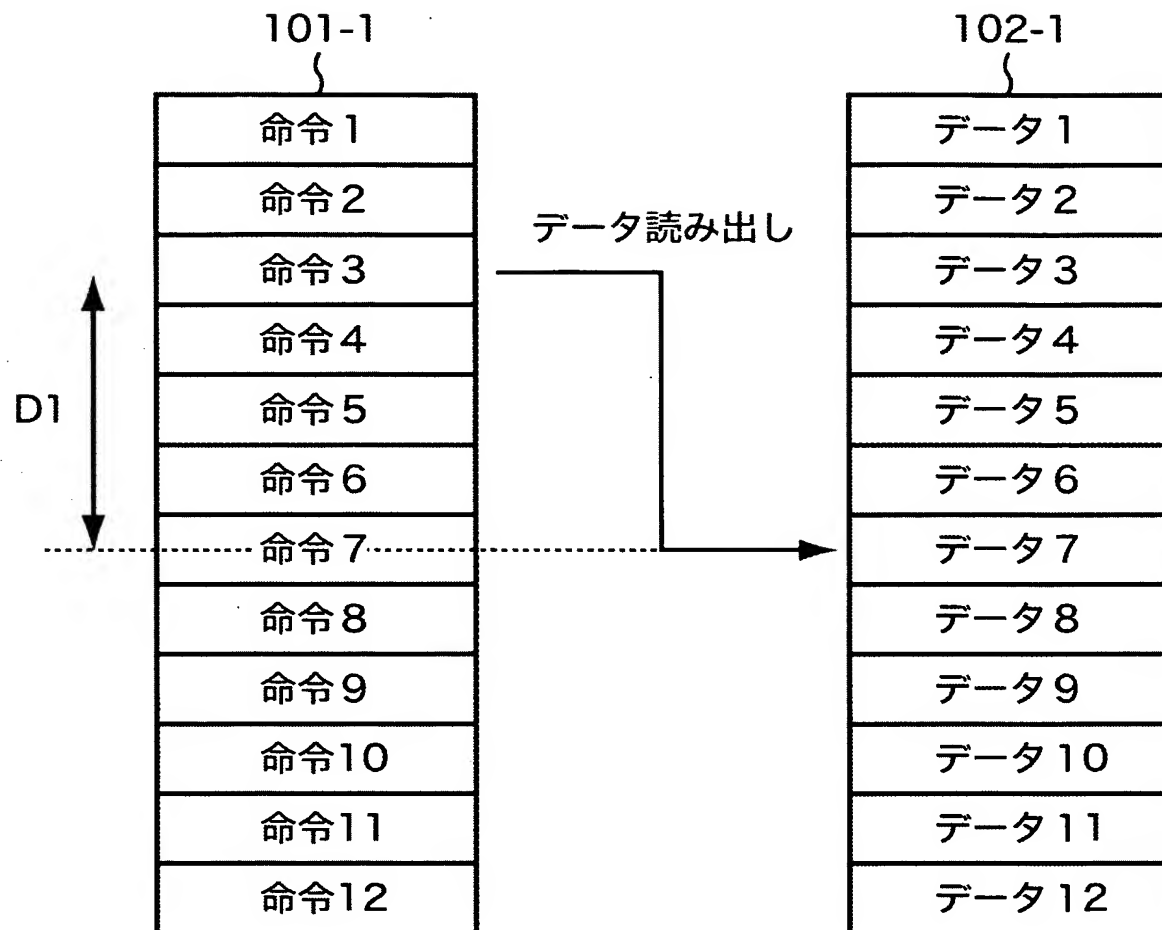 101-1
102-1
命令1
命令2
命令3
命令4
命令5
命令6
命令7
命令8
命令9
命令10
命令11
命令12
D1
データ読み出し
データ1
データ2
データ3
データ4
データ5
データ6
データ7
データ8
データ9
データ10
データ11
データ12